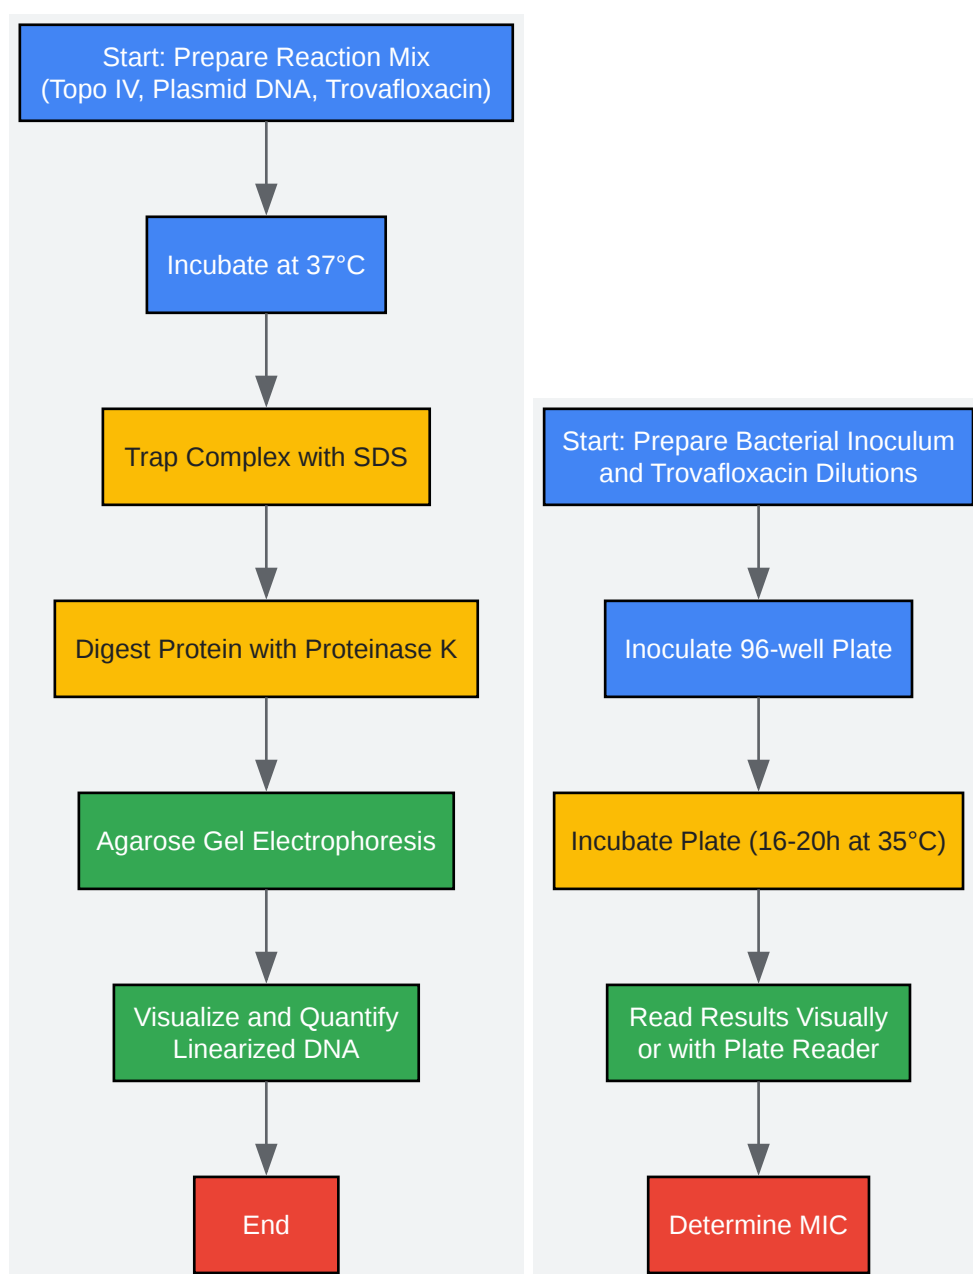 Start: Prepare Reaction Mix
(Topo IV, Plasmid DNA, Trovafloxacin)
Incubate at 37°C
Trap Complex with SDS
Digest Protein with Proteinase K
Agarose Gel Electrophoresis
Visualize and Quantify
Linearized DNA
End
Start: Prepare Bacterial Inoculum
and Trovafloxacin Dilutions
Inoculate 96-well Plate
Incubate Plate (16-20h at 35°C)
Read Results Visually
or with Plate Reader
Determine MIC